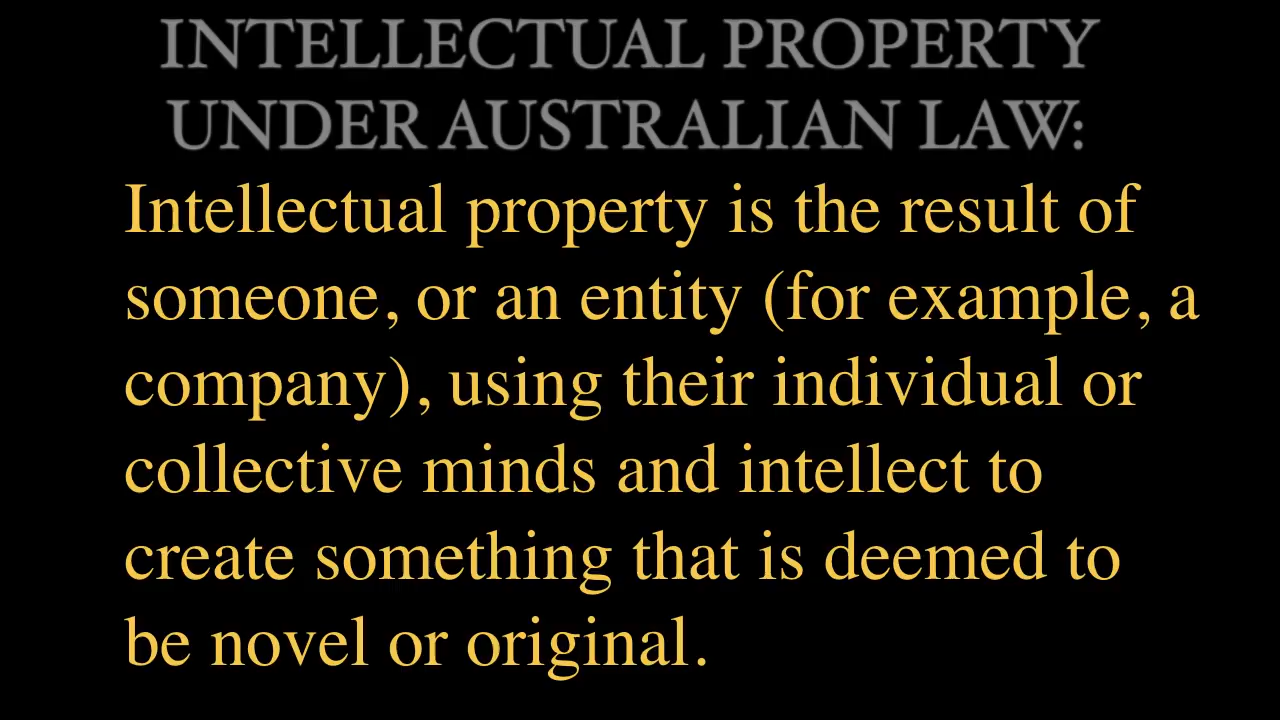 INTELLECTUAL PROPERTY
UNDER AUSTRALIAN LAW:
Intellectual property is the result of
someone, or an entity (for example, a
company), using their individual or
collective minds and intellect to
create something that is deemed to
be novel or original.